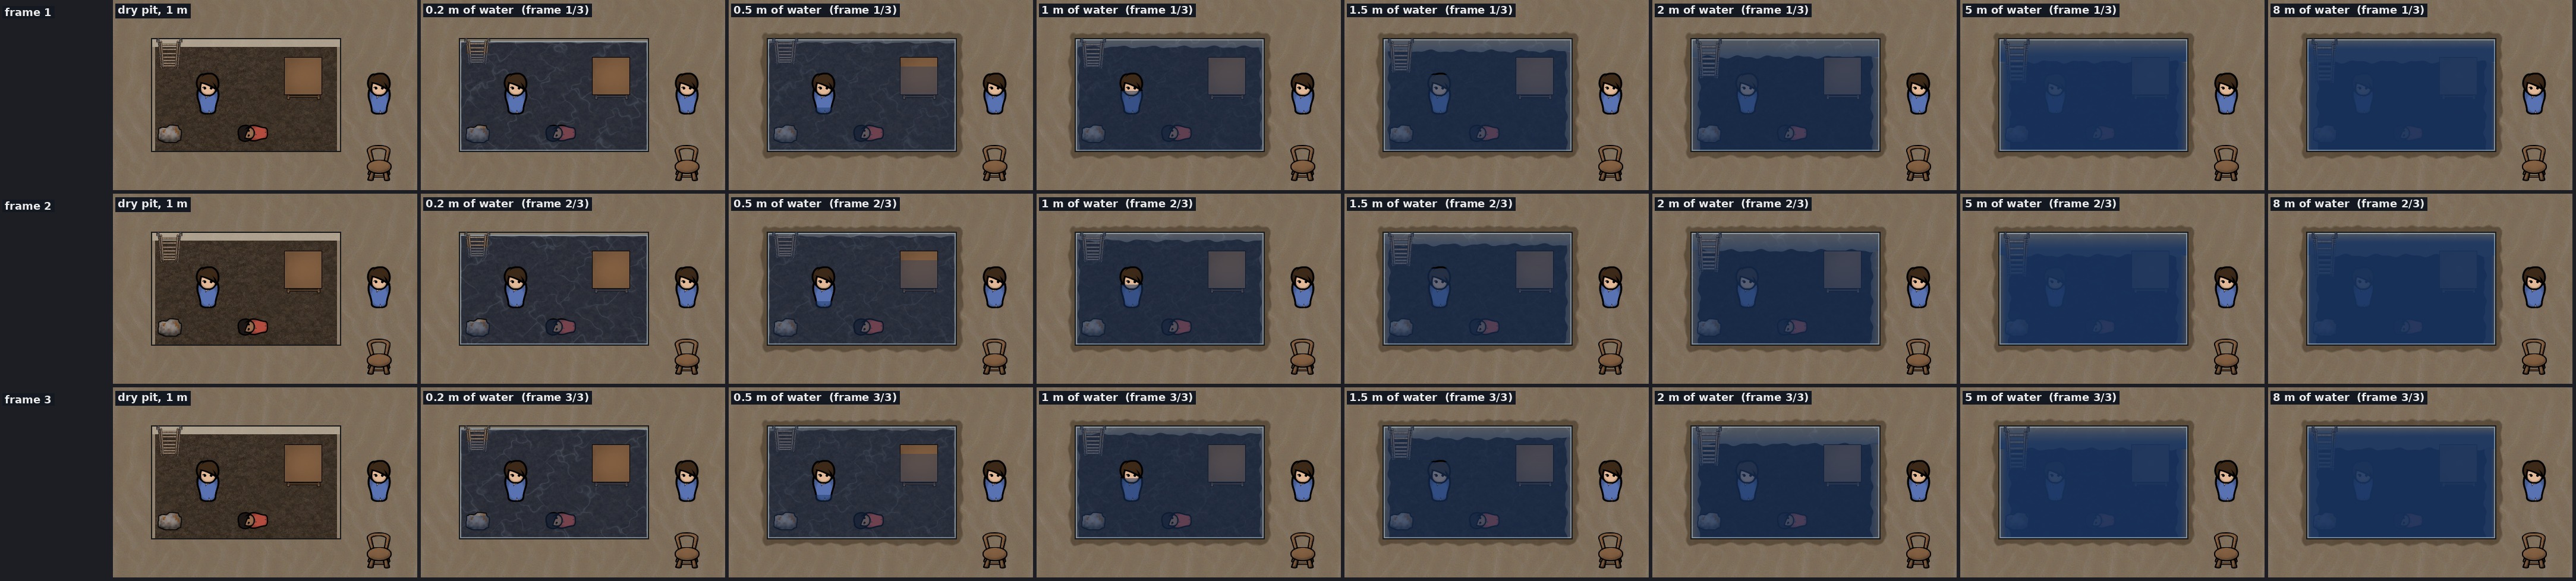 frame 1
dry pit, 1 m
0.2 m of water (frame 1/3)
0.5 m of water (frame 1/3)
1 m of water (frame 1/3)
1.5 m of water (frame 1/3)
2 m of water (frame 1/3)
5 m of water (frame 1/3)
8 m of water (frame 1/3)
frame 2
dry pit, 1 m
0.2 m of water (frame 2/3)
0.5 m of water (frame 2/3)
1 m of water (frame 2/3)
1.5 m of water (frame 2/3)
2 m of water (frame 2/3)
5 m of water (frame 2/3)
8 m of water (frame 2/3)
frame 3
dry pit, 1 m
0.2 m of water (frame 3/3)
0.5 m of water (frame 3/3)
1 m of water (frame 3/3)
1.5 m of water (frame 3/3)
2 m of water (frame 3/3)
5 m of water (frame 3/3)
8 m of water (frame 3/3)